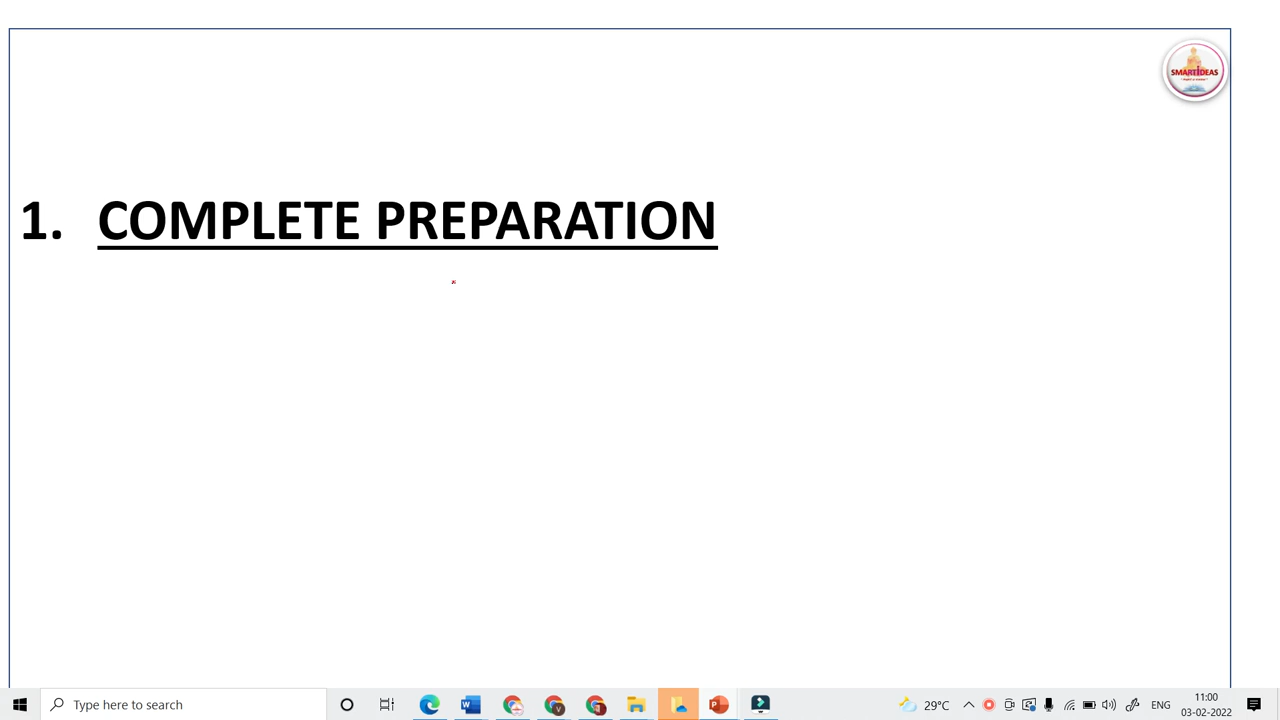 SMARTIDEAS
1. COMPLETE PREPARATION
Type here to search
29°C
ENG
11:00
03-02-2022